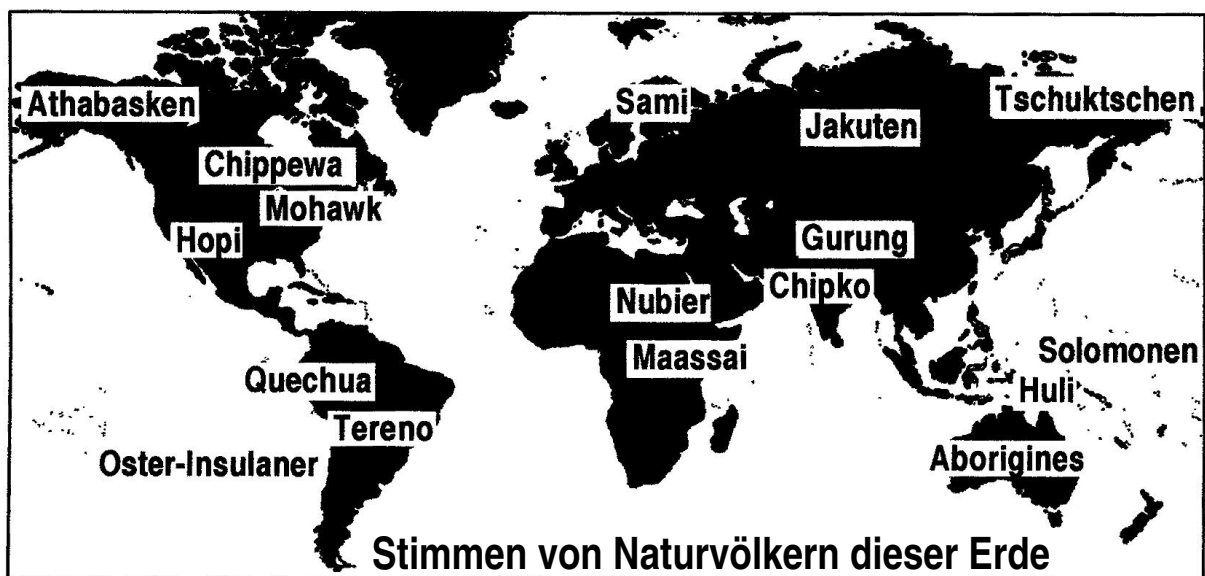 Athabasken
Sami
Tschuktschen
Jakuten
Chippewa
Mohawk
Hopi
Gurung
Chipko
Nubier
Maassai
Solomonen
Quechua
Huli
Tereno
Oster-Insulaner
Aborigines
Stimmen von Naturvölkern dieser Erde